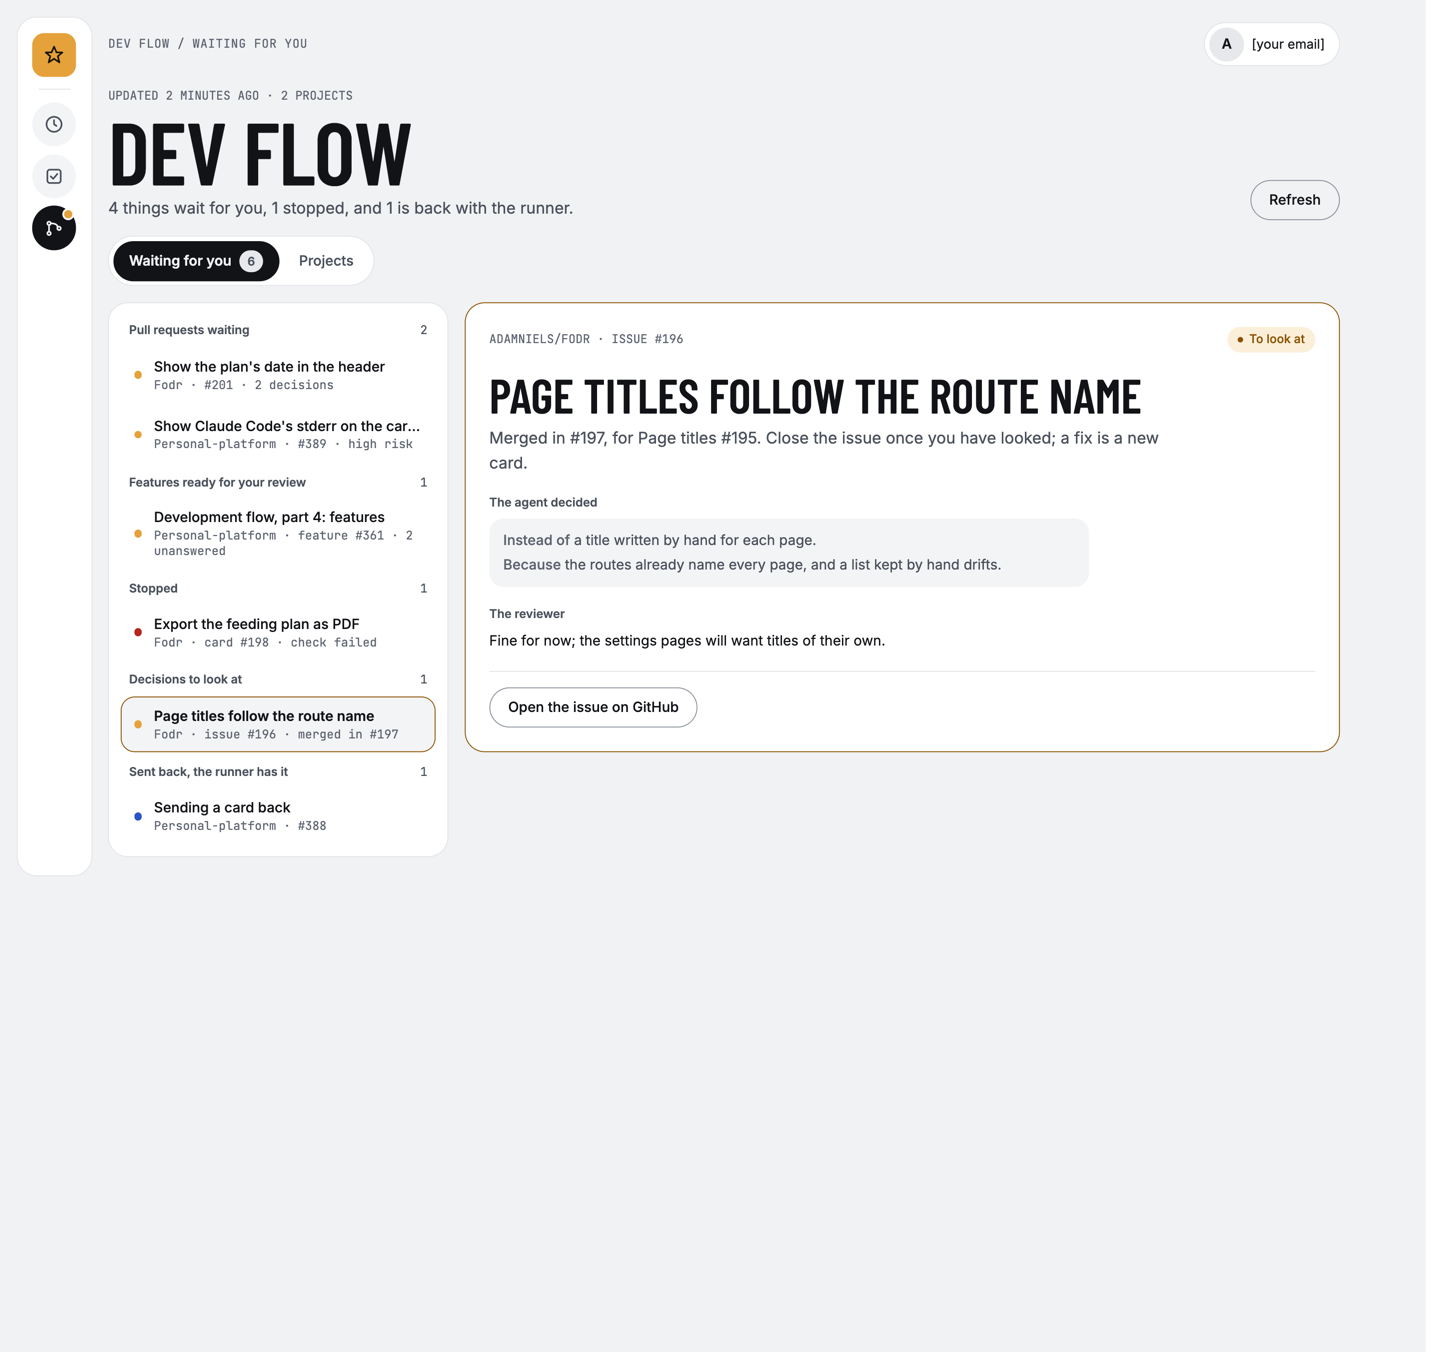 DEV FLOW / WAITING FOR YOU
A [your email]
UPDATED 2 MINUTES AGO · 2 PROJECTS
DEV FLOW
4 things wait for you, 1 stopped, and 1 is back with the runner.
Refresh
Waiting for you 6 Projects
Pull requests waiting 2
Show the plan's date in the header
Fodr · #201 · 2 decisions
Show Claude Code's stderr on the car…
Personal-platform · #389 · high risk
Features ready for your review 1
Development flow, part 4: features
Personal-platform · feature #361 · 2
unanswered
Stopped 1
Export the feeding plan as PDF
Fodr · card #198 · check failed
Decisions to look at 1
Page titles follow the route name
Fodr · issue #196 · merged in #197
Sent back, the runner has it 1
Sending a card back
Personal-platform · #388
ADAMNIELS/FODR · ISSUE #196
To look at
PAGE TITLES FOLLOW THE ROUTE NAME
Merged in #197, for Page titles #195. Close the issue once you have looked; a fix is a new
card.
The agent decided
Instead of a title written by hand for each page.
Because the routes already name every page, and a list kept by hand drifts.
The reviewer
Fine for now; the settings pages will want titles of their own.
Open the issue on GitHub